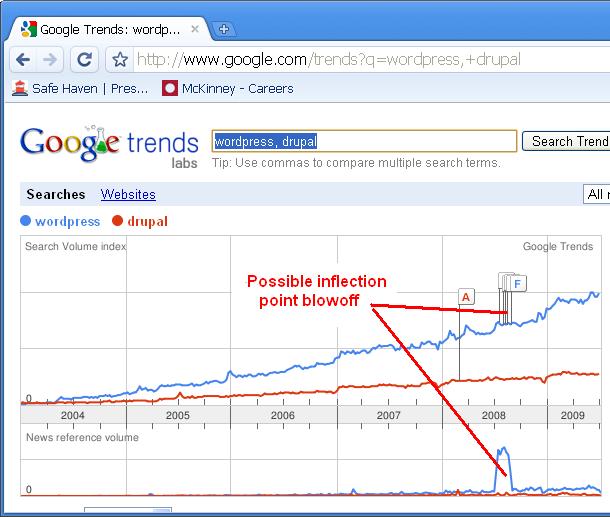 Google Trends: wordp...
http://www.google.com/trends?q=wordpress,+drupal
Safe Haven | Pres... McKinney - Careers
Google trends
labs
wordpress, drupal
Search Trend
Tip: Use commas to compare multiple search terms.
Searches Websites
All r
wordpress drupal
Search Volume index Google Trends
Possible inflection
point blowoff
A
F
0
2004 2005 2006 2007 2008 2009
News reference volume
0